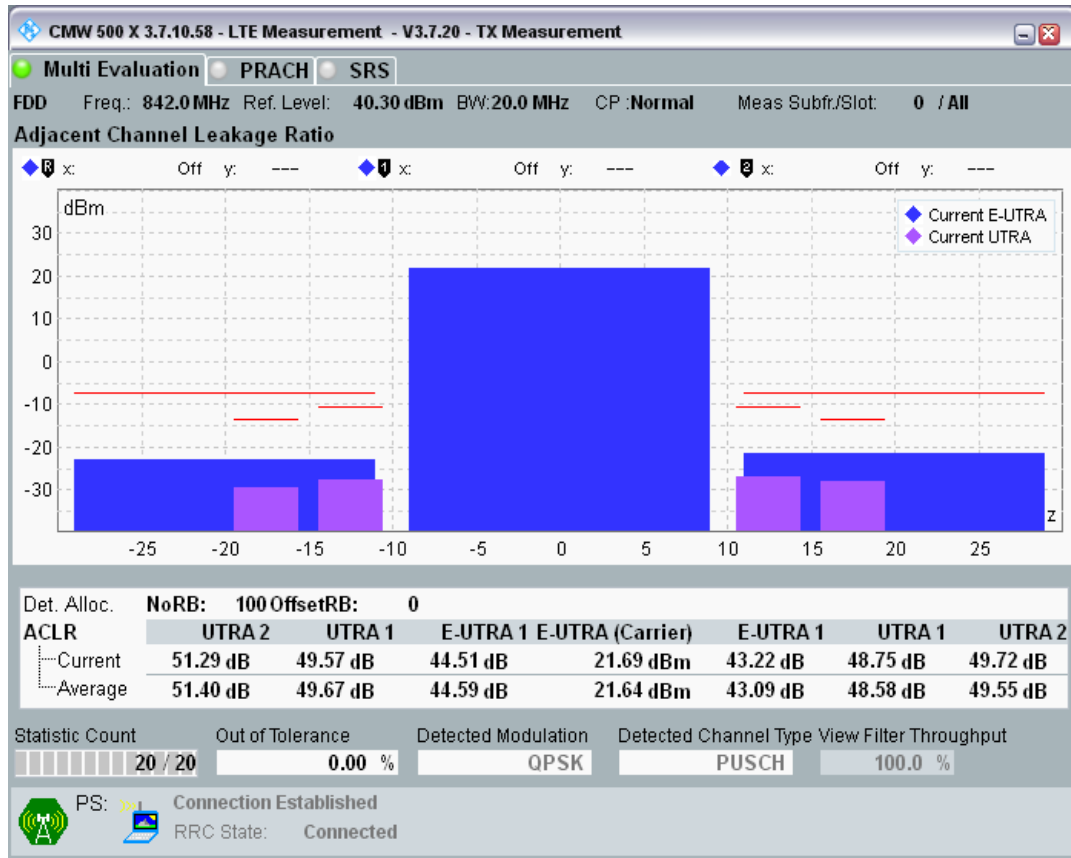 CMW 500 X 3.7.10.58 - LTE Measurement - V3.7.20 - TX Measurement
Multi Evaluation PRACH SRS
FDD Freq.: 842.0 MHz Ref. Level: 40.30 dBm BW:20.0 MHz CP :Normal Meas Subfr./Slot: 0 / All
Adjacent Channel Leakage Ratio
R x: Off y: --- 1 x: Off y: --- 2 x: Off y: ---
dBm
Current E-UTRA
Current UTRA
30
20
10
0
-10
-20
-30
z
-25 -20 -15 -10 -5 0 5 10 15 20 25
Det. Alloc. NoRB: 100 OffsetRB: 0
ACLR UTRA 2 UTRA 1 E-UTRA 1 E-UTRA (Carrier) E-UTRA 1 UTRA 1 UTRA 2
Current 51.29 dB 49.57 dB 44.51 dB 21.69 dBm 43.22 dB 48.75 dB 49.72 dB
Average 51.40 dB 49.67 dB 44.59 dB 21.64 dBm 43.09 dB 48.58 dB 49.55 dB
Statistic Count Out of Tolerance Detected Modulation Detected Channel Type View Filter Throughput
20 / 20 0.00 % QPSK PUSCH 100.0 %
PS: Connection Established
RRC State: Connected